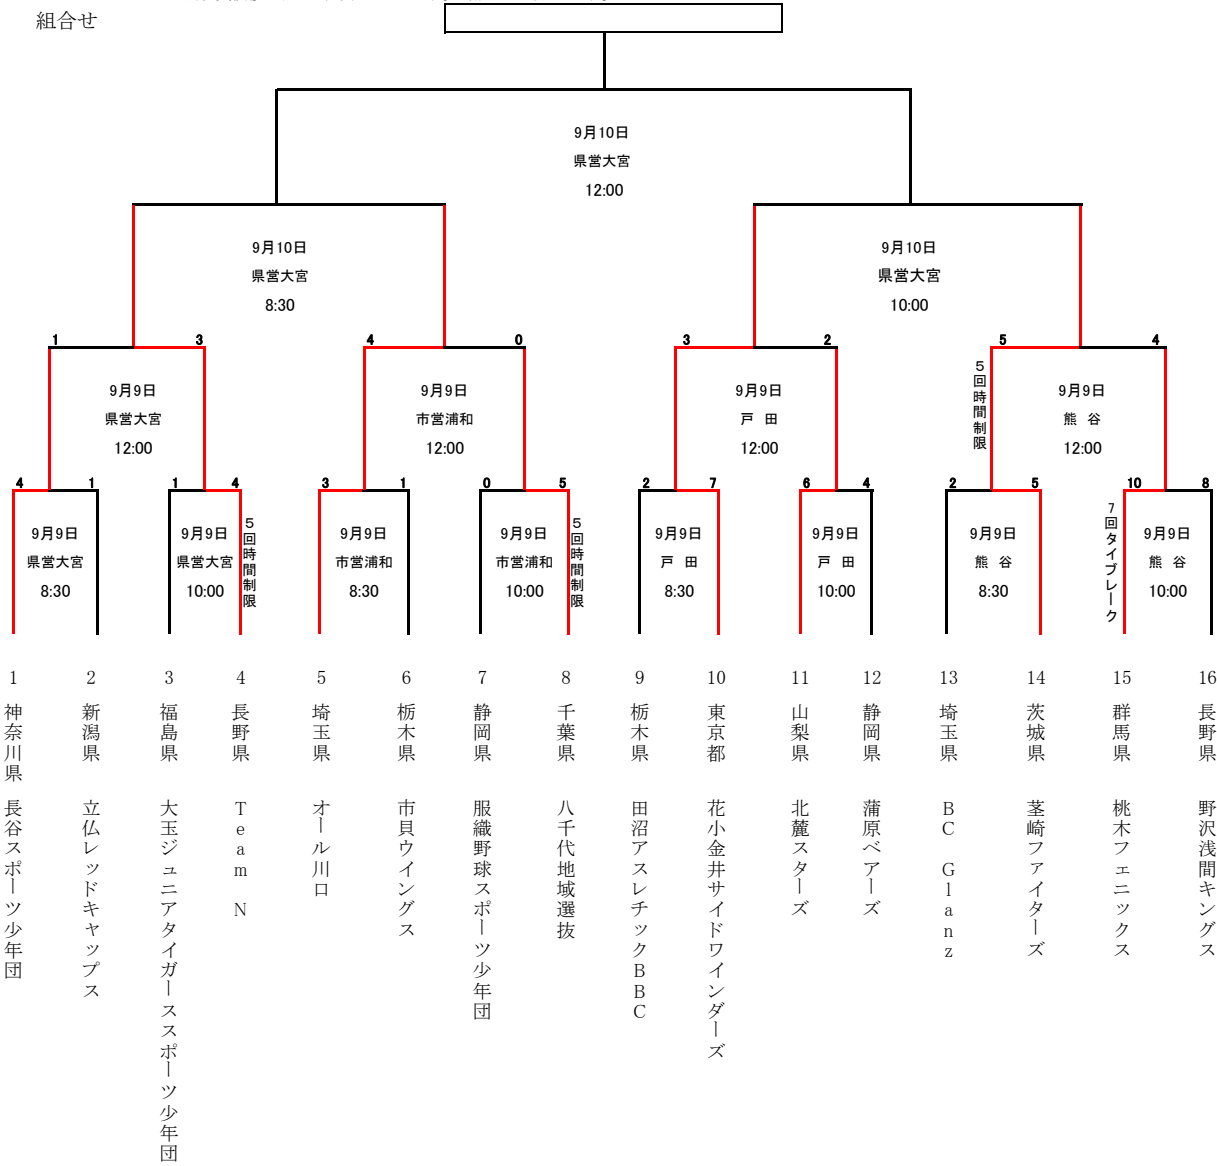 組合せ
9月10日
県営大宮
12:00
9月10日
県営大宮
8:30
9月10日
県営大宮
10:00
1 3 4 0 3 2 5 4
9月9日
県営大宮
12:00
9月9日
市営浦和
12:00
9月9日
戸 田
12:00
5回時間制限
9月9日
熊 谷
12:00
4 1 1 4 3 1 0 5 2 7 6 4 2 5 10 8
9月9日
県営大宮
8:30
9月9日
県営大宮
10:00
5回時間制限
9月9日
市営浦和
8:30
9月9日
市営浦和
10:00
5回時間制限
9月9日
戸 田
8:30
9月9日
戸 田
10:00
9月9日
熊 谷
8:30
7回タイブレーク
9月9日
熊 谷
10:00
1 神奈川県 長谷スポーツ少年団
2 新潟県 立仏レッドキャップス
3 福島県 大玉ジュニアタイガーススポーツ少年団
4 長野県 Team N
5 埼玉県 オール川口
6 栃木県 市貝ウイングス
7 静岡県 服織野球スポーツ少年団
8 千葉県 八千代地域選抜
9 栃木県 田沼アスレチックBBC
10 東京都 花小金井サイドワインダーズ
11 山梨県 北麓スターズ
12 静岡県 蒲原ベアーズ
13 埼玉県 BC Glanz
14 茨城県 茎崎ファイターズ
15 群馬県 桃木フェニックス
16 長野県 野沢浅間キングス